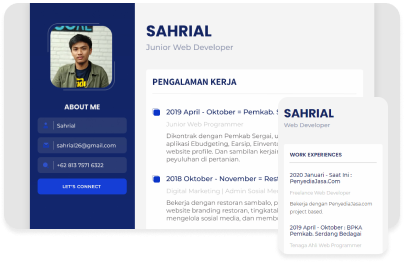 SAHRIAL
Junior Web Developer
ABOUT ME
Sahrial
sahrial26@gmail.com
+62 813 7571 6322
LET'S CONNECT
PENGALAMAN KERJA
2019 April - Oktober = Pemkab. S
Junior Web Programmer
Dikontrak dengan Pemkab Sergai, u
aplikasi Ebudgeting, Earsip, Einvent
website profile. Dan sambilan kerja
peyuluhan di pertanian.
2018 Oktober - November = Rest
Digital Marketing | Admin Sosial Me
Bekerja dengan restoran sambalo, p
website branding restoran, tingkata
mengelola sosial media, dan membe
SAHRIAL
Web Developer
WORK EXPERIENCES
2020 Januari - Saat Ini :
PenyediaJasa.Com
Freelance Web Developer
Bekerja dengan PenyediaJasa.com
project based.
2019 April - Oktober : BPKA
Pemkab. Serdang Bedagai
Tenaga Ahli Web Programmer